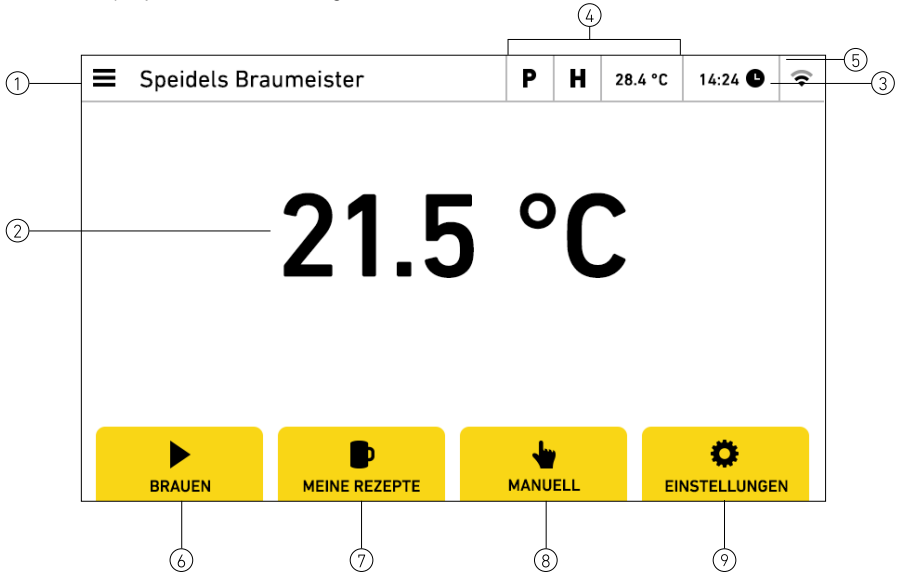 4
5
1
Speidels Braumeister
P
H
28.4 °C
14:24
3
2
21.5 °C
BRAUEN
MEINE REZEPTE
MANUELL
EINSTELLUNGEN
6
7
8
9